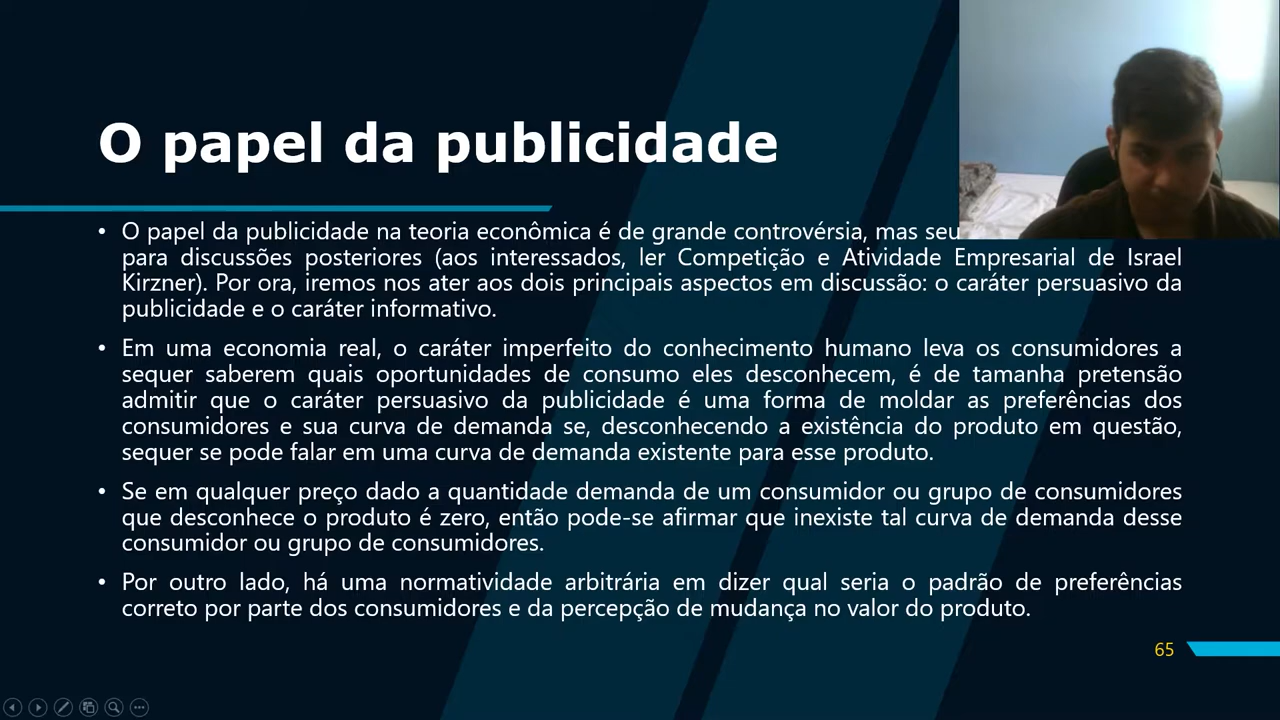 O papel da publicidade
• O papel da publicidade na teoria econômica é de grande controvérsia, mas seu
para discussões posteriores (aos interessados, ler Competição e Atividade Empresarial de Israel
Kirzner). Por ora, iremos nos ater aos dois principais aspectos em discussão: o caráter persuasivo da
publicidade e o caráter informativo.
• Em uma economia real, o caráter imperfeito do conhecimento humano leva os consumidores a
sequer saberem quais oportunidades de consumo eles desconhecem, é de tamanha pretensão
admitir que o caráter persuasivo da publicidade é uma forma de moldar as preferências dos
consumidores e sua curva de demanda se, desconhecendo a existência do produto em questão,
sequer se pode falar em uma curva de demanda existente para esse produto.
• Se em qualquer preço dado a quantidade demanda de um consumidor ou grupo de consumidores
que desconhece o produto é zero, então pode-se afirmar que inexiste tal curva de demanda desse
consumidor ou grupo de consumidores.
• Por outro lado, há uma normatividade arbitrária em dizer qual seria o padrão de preferências
correto por parte dos consumidores e da percepção de mudança no valor do produto.
65